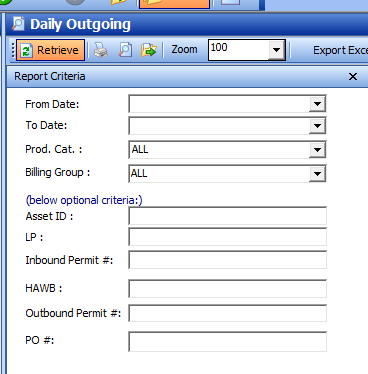 Daily Outgoing
Retrieve Zoom 100 Export Exce
Report Criteria
From Date:
To Date:
Prod. Cat. : ALL
Billing Group : ALL
(below optional criteria:)
Asset ID :
LP :
Inbound Permit #:
HAWB :
Outbound Permit #:
PO #: